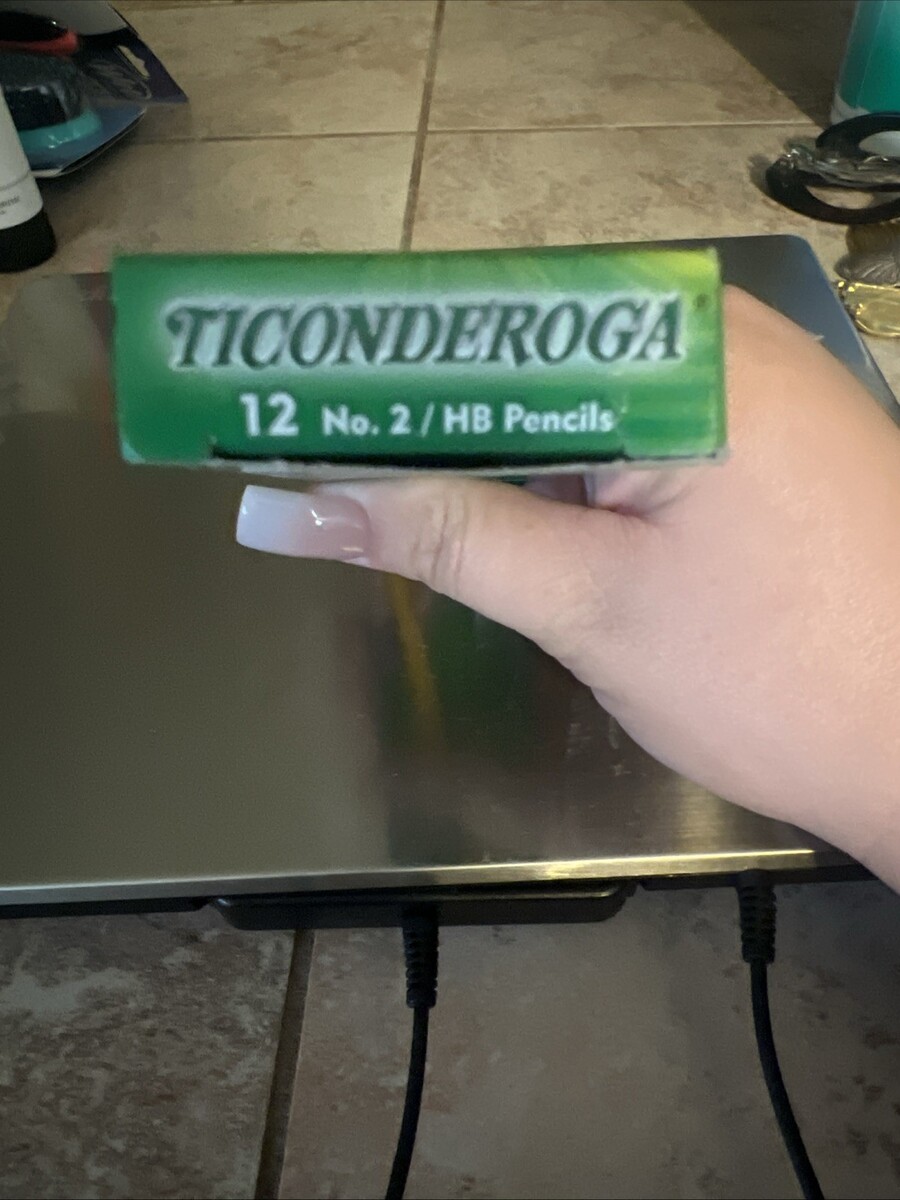 TICONDEROGA®
12 No. 2 / HB Pencils